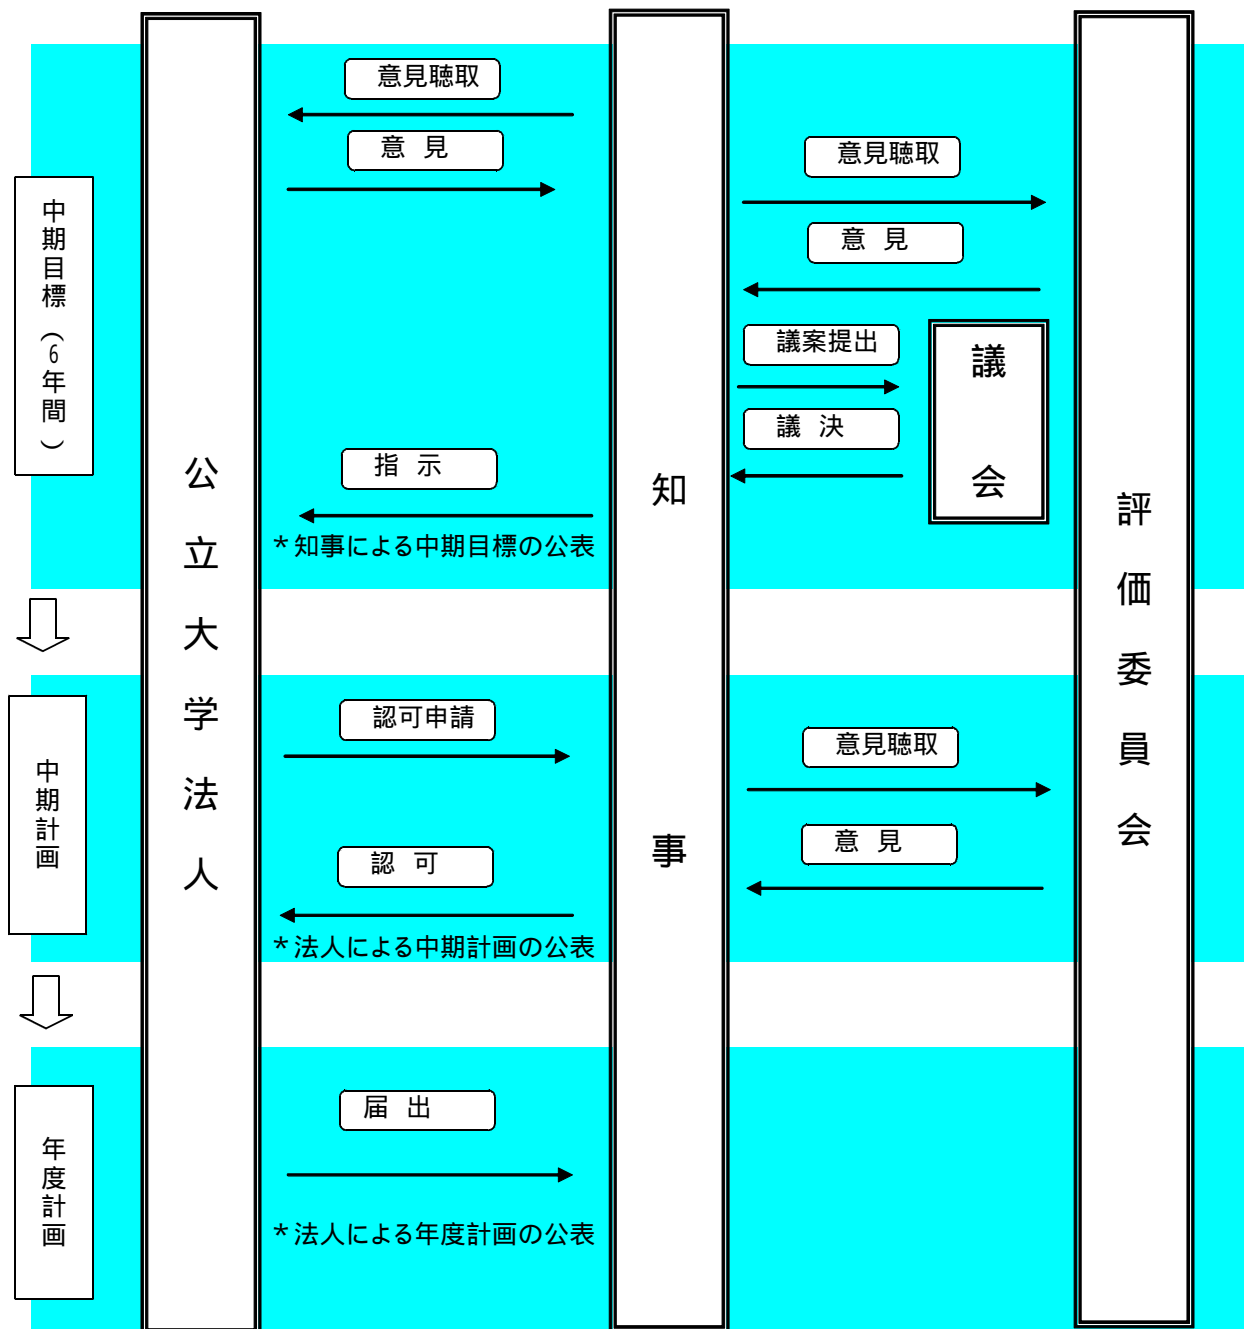 中期目標(6年間)
公立大学法人
知事
評価委員会
意見聴取
意 見
意見聴取
意 見
議案提出
議 決
議会
指 示
*知事による中期目標の公表
中期計画
認可申請
意見聴取
意 見
認 可
*法人による中期計画の公表
年度計画
届 出
*法人による年度計画の公表